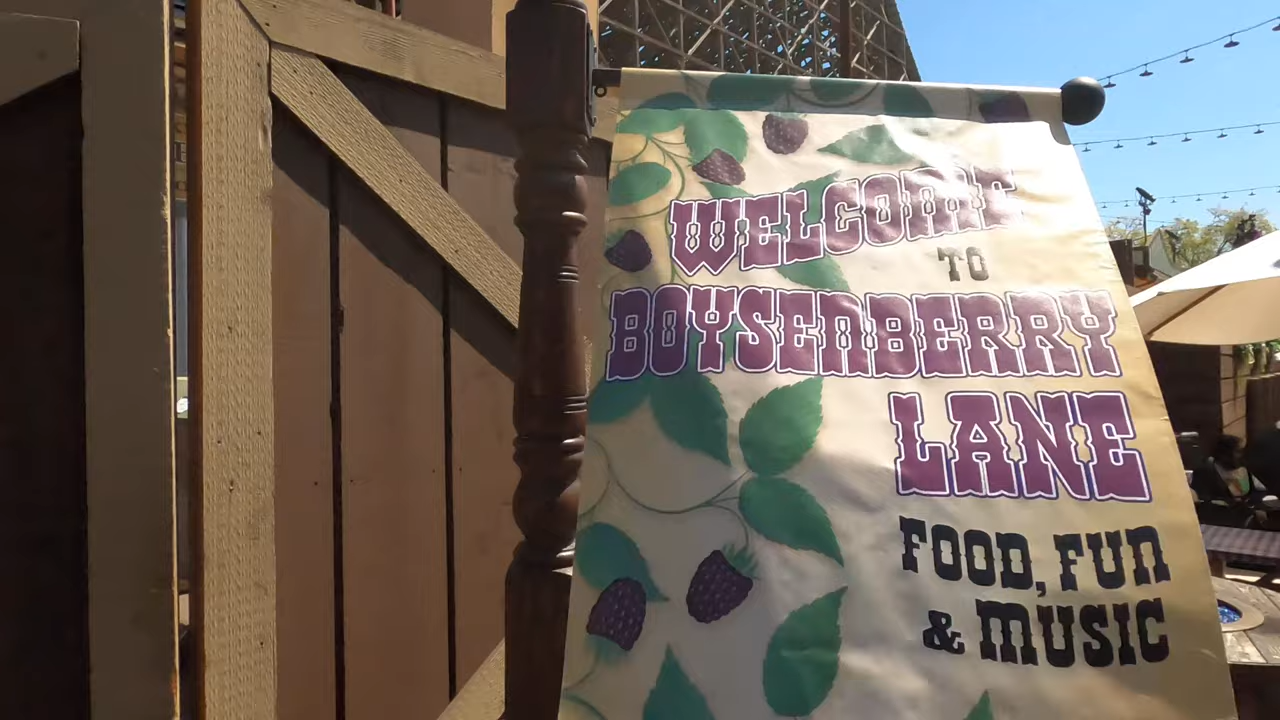 WELCOME
TO
BOYSENBERRY
LANE
FOOD, FUN
& MUSIC